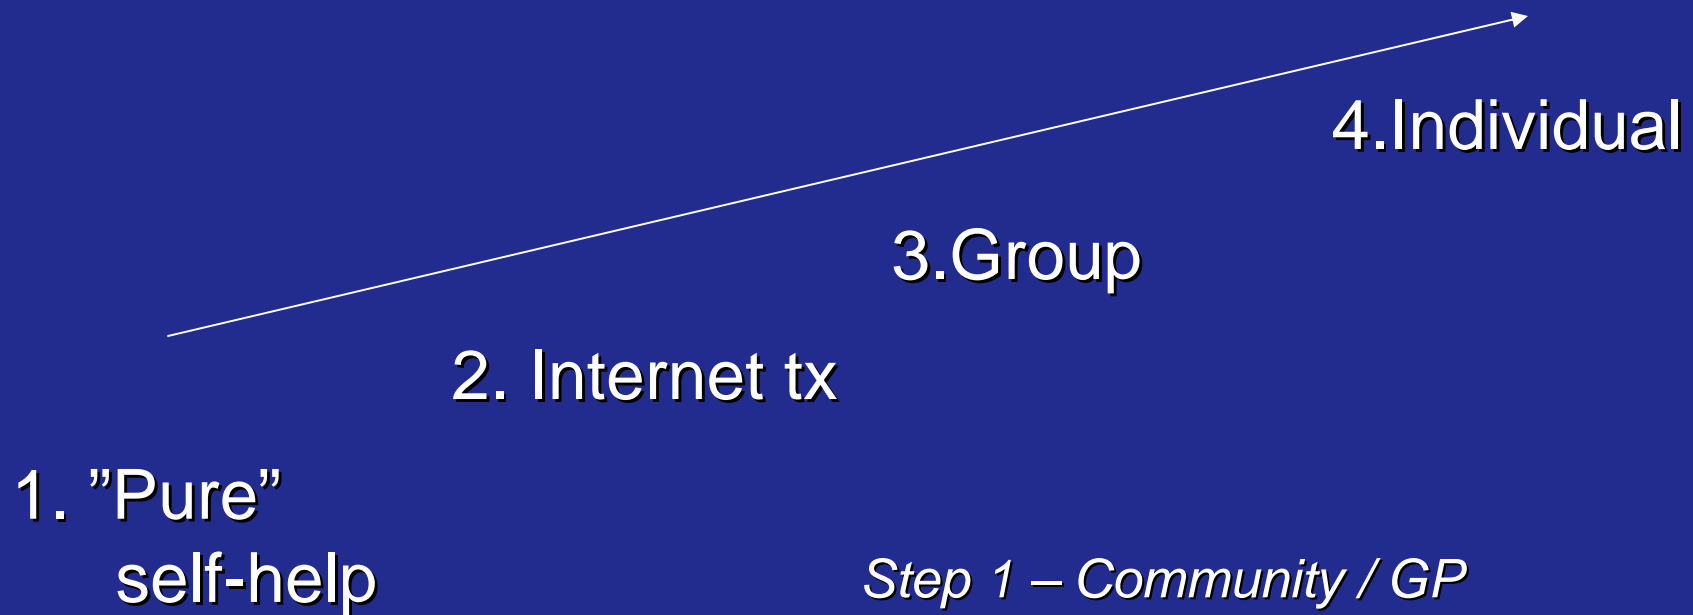 4.Individual
3.Group
2. Internet tx
1. ”Pure”
self-help
Step 1 – Community / GP